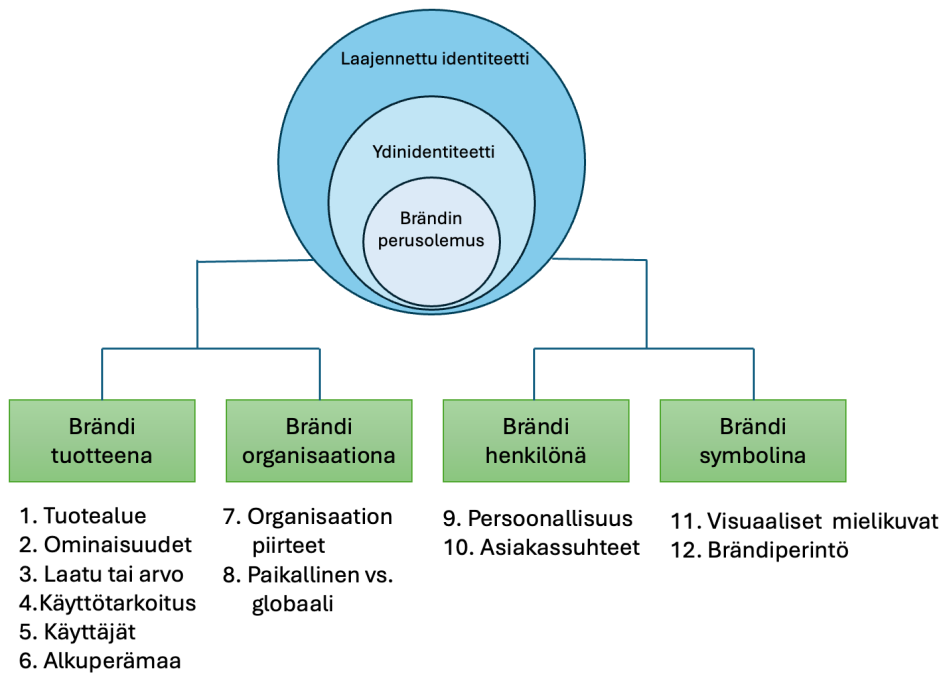 Laajennettu identiteetti
Ydinidentiteetti
Brändin
perusolemus
Brändi
tuotteena
Brändi
organisaationa
Brändi
henkilönä
Brändi
symbolina
1. Tuotealue
2. Ominaisuudet
3. Laatu tai arvo
4.Käyttötarkoitus
5. Käyttäjät
6. Alkuperämaa
7. Organisaation
piirteet
8. Paikallinen vs.
globaali
9. Persoonallisuus
10. Asiakassuhteet
11. Visuaaliset mielikuvat
12. Brändiperintö